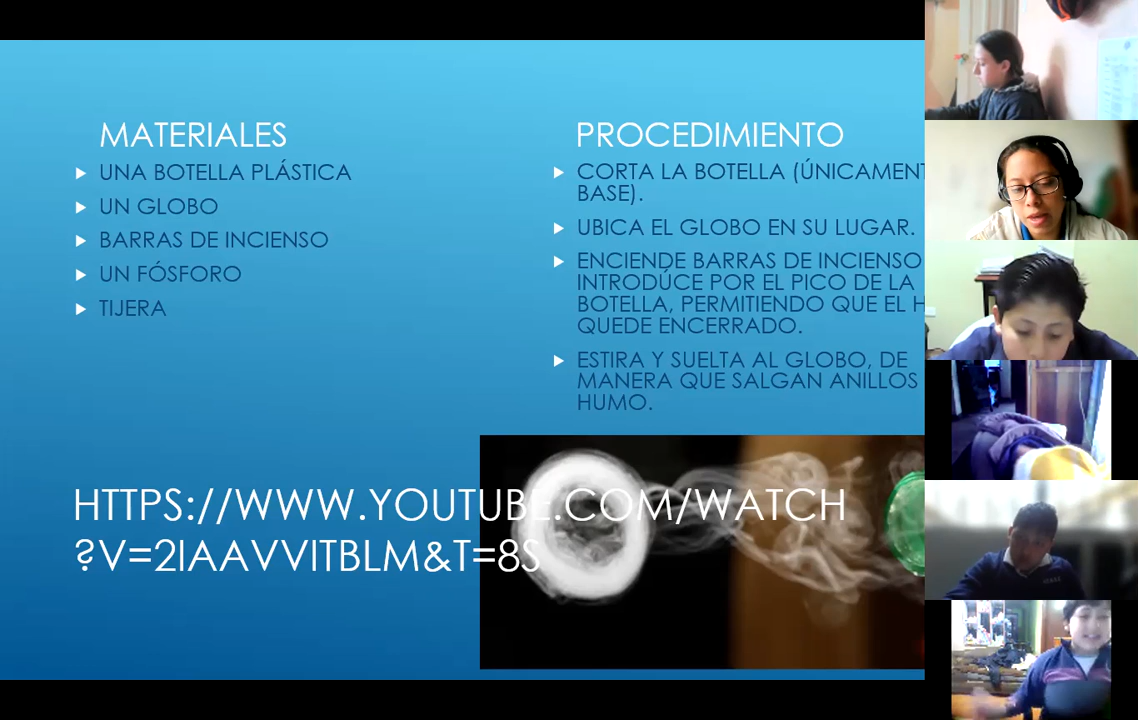 MATERIALES
UNA BOTELLA PLÁSTICA
UN GLOBO
BARRAS DE INCIENSO
UN FÓSFORO
TIJERA
PROCEDIMIENTO
CORTA LA BOTELLA (ÚNICAMENT
BASE).
UBICA EL GLOBO EN SU LUGAR.
ENCIENDE BARRAS DE INCIENSO
INTRODÚCE POR EL PICO DE LA
BOTELLA, PERMITIENDO QUE EL H
QUEDE ENCERRADO.
ESTIRA Y SUELTA AL GLOBO, DE
MANERA QUE SALGAN ANILLOS
HUMO.
HTTPS://WWW.YOUTUBE.COM/WATCH
?V=2IAAVVITBLM&T=8S